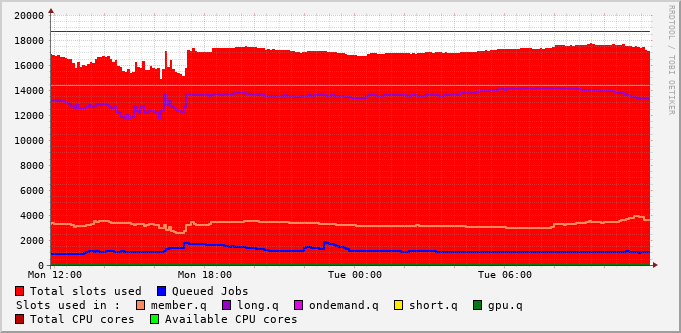 20000
18000
16000
14000
12000
10000
8000
6000
4000
2000
0
Mon 12:00 Mon 18:00 Tue 00:00 Tue 06:00
Total slots used Queued Jobs
Slots used in : member.q long.q ondemand.q short.q gpu.q
Total CPU cores Available CPU cores
RRDTOOL / TOBI OETIKER